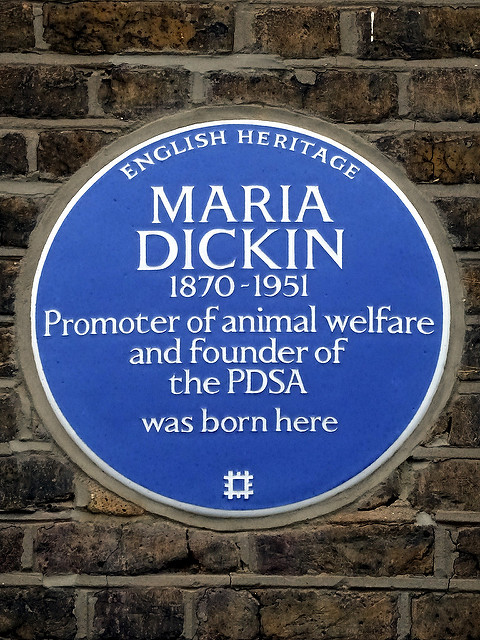 ENGLISH HERITAGE
MARIA
DICKIN
1870-1951
Promoter of animal welfare
and founder of
the PDSA
was born here